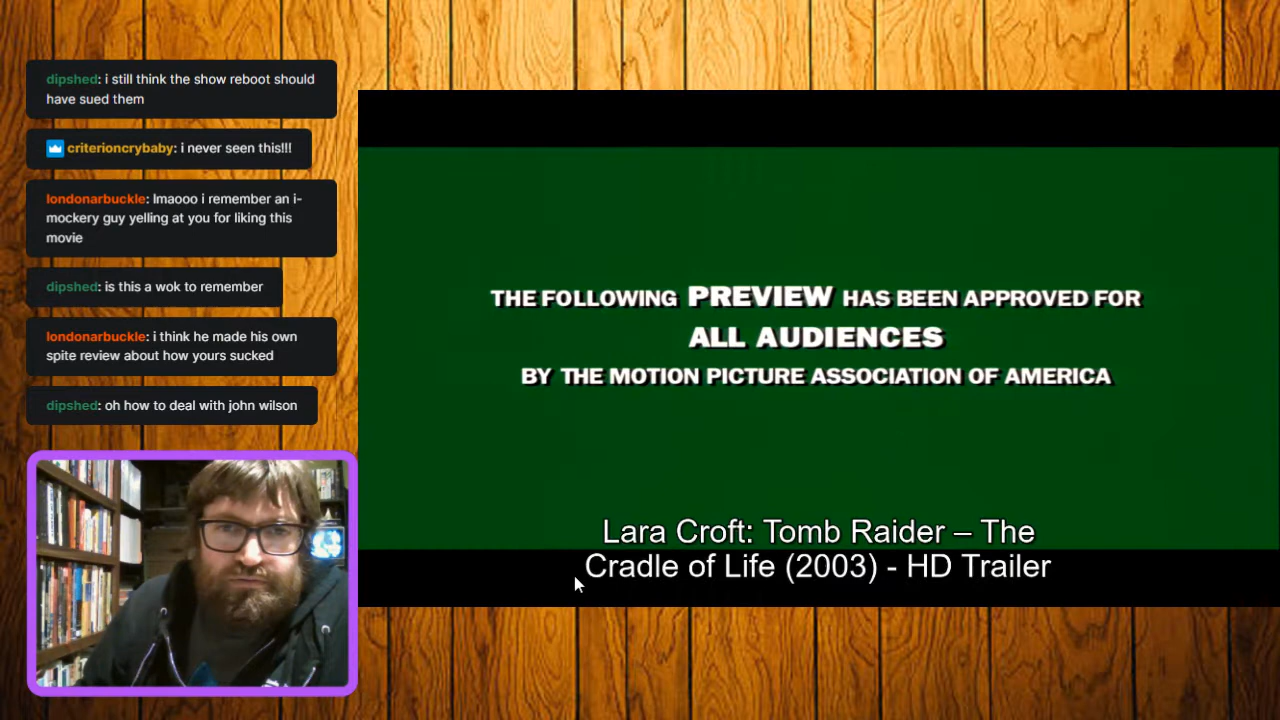 dipshed: i still think the show reboot should
have sued them
criterioncrybaby: i never seen this!!!
londonarbuckle: lmaooo i remember an i-
mockery guy yelling at you for liking this
movie
dipshed: is this a wok to remember
londonarbuckle: i think he made his own
spite review about how yours sucked
dipshed: oh how to deal with john wilson
THE FOLLOWING PREVIEW HAS BEEN APPROVED FOR
ALL AUDIENCES
BY THE MOTION PICTURE ASSOCIATION OF AMERICA
Lara Croft: Tomb Raider – The
Cradle of Life (2003) - HD Trailer